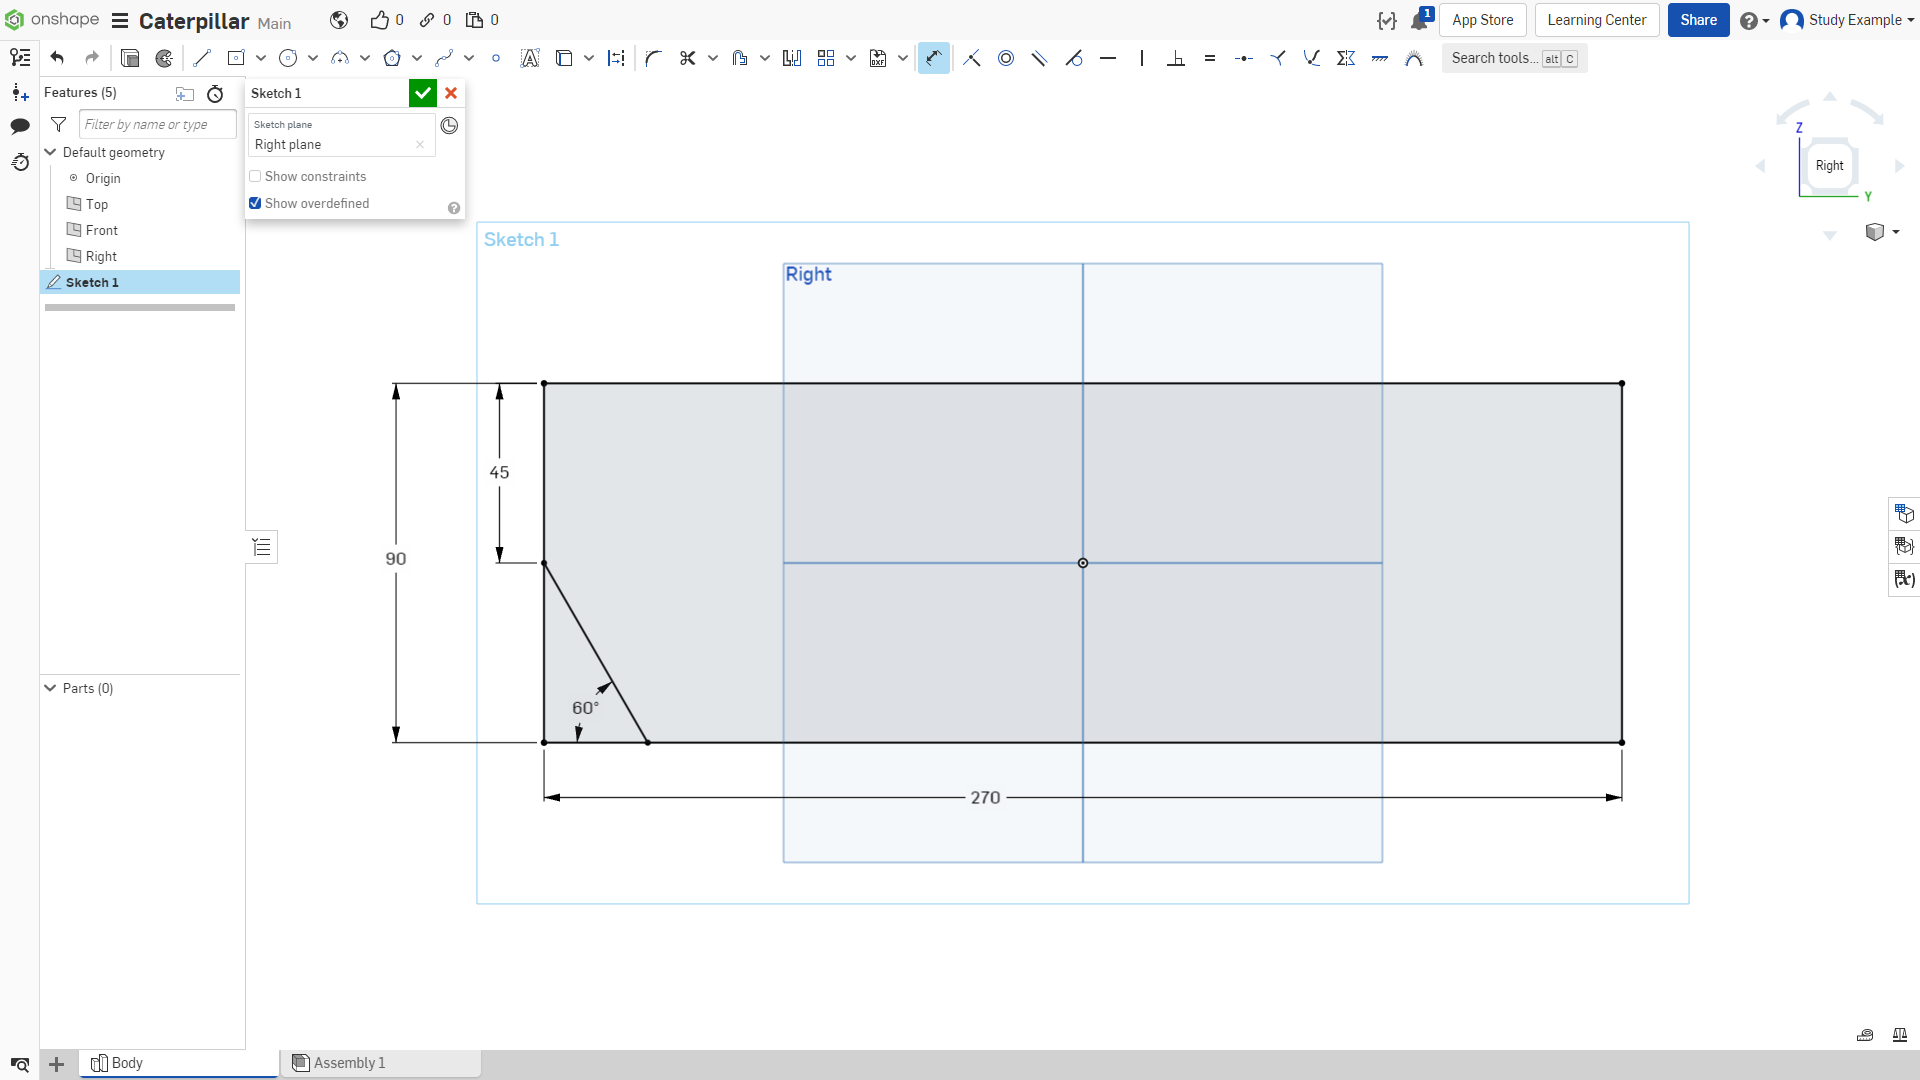 onshape
Caterpillar Main
0
0
0
1
App Store
Learning Center
Share
Study Example
Search tools... alt C
Features (5)
Filter by name or type
Default geometry
Origin
Top
Front
Right
Sketch 1
Parts (0)
Sketch 1
Sketch plane
Right plane
Show constraints
Show overdefined
Z
Right
Y
Sketch 1
Right
45
90
60°
270
(x)
Body
Assembly 1